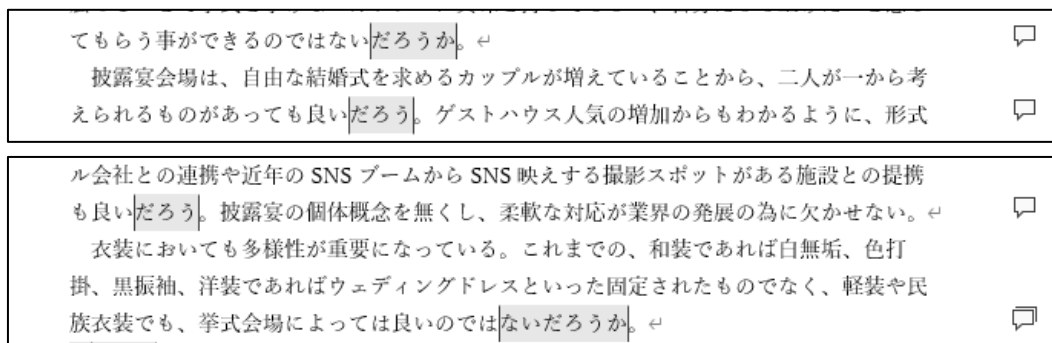 てもらう事ができるのではないだろうか。↵
披露宴会場は、自由な結婚式を求めるカップルが増えていることから、二人が一から考
えられるものがあっても良いだろう。ゲストハウス人気の増加からもわかるように、形式
ル会社との連携や近年の SNS ブームから SNS 映えする撮影スポットがある施設との提携
も良いだろう。披露宴の個体概念を無くし、柔軟な対応が業界の発展の為に欠かせない。↵
衣装においても多様性が重要になっている。これまでの、和装であれば白無垢、色打
掛、黒振袖、洋装であればウェディングドレスといった固定されたものでなく、軽装や民
族衣装でも、挙式会場によっては良いのではないだろうか。↵